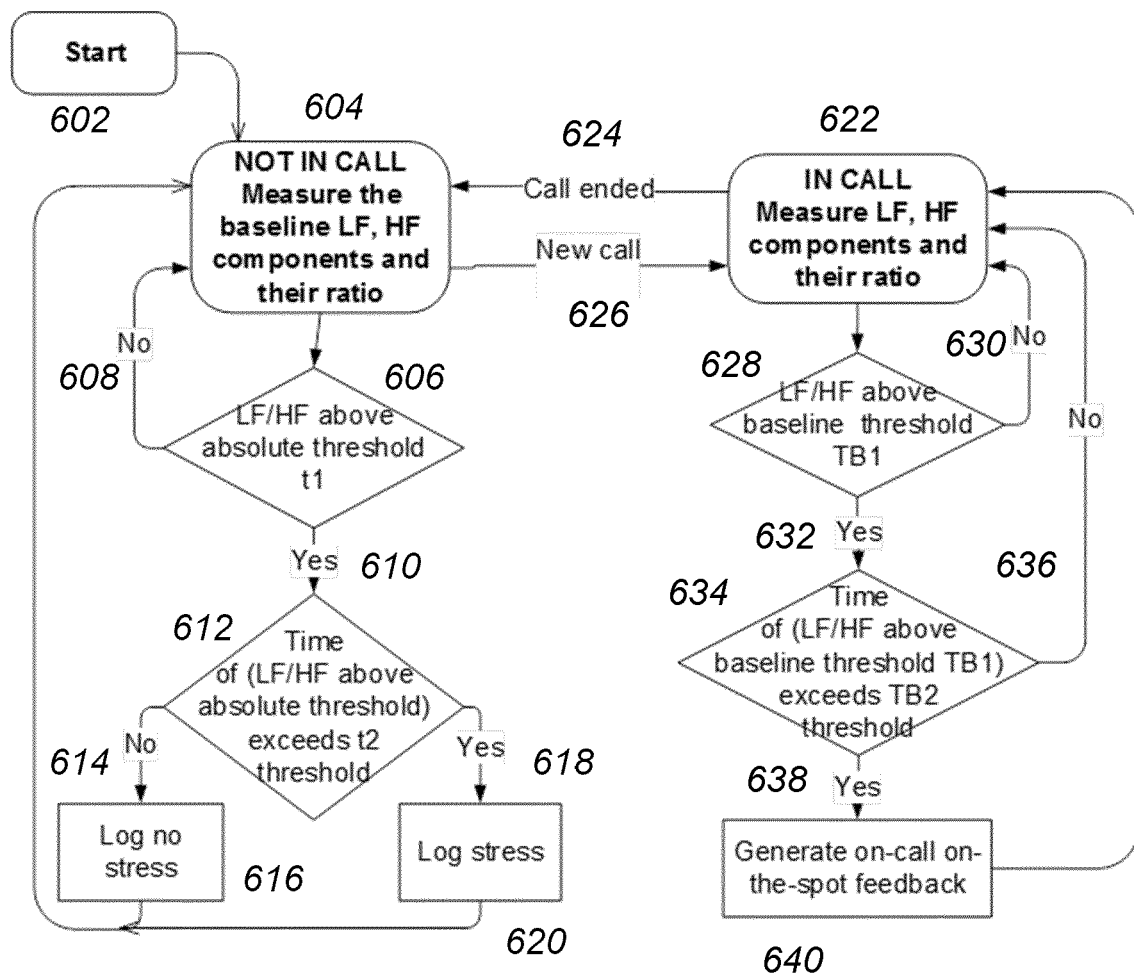 Start
602
604
NOT IN CALL
Measure the
baseline LF, HF
components and
their ratio
624
Call ended
New call
626
622
IN CALL
Measure LF, HF
components and
their ratio
No
608
606
LF/HF above
absolute threshold
t1
Yes
610
612
Time
of (LF/HF above
absolute threshold)
exceeds t2
threshold
No
614
Yes
618
Log no
stress
616
Log stress
620
628
630
No
LF/HF above
baseline threshold
TB1
No
632
Yes
634
636
Time
of (LF/HF above
baseline threshold TB1)
exceeds TB2
threshold
638
Yes
Generate on-call on-
the-spot feedback
640